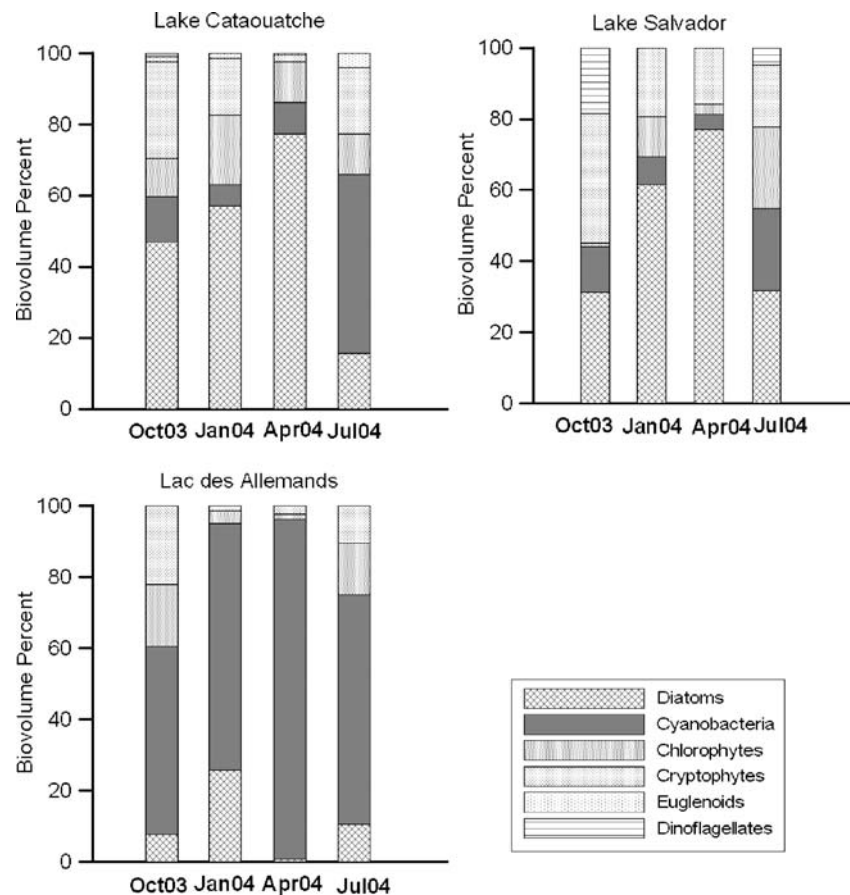 Lake Cataouatche
Biovolume Percent
100
80
60
40
20
0
Oct03 Jan04 Apr04 Jul04
Lake Salvador
Biovolume Percent
100
80
60
40
20
0
Oct03 Jan04 Apr04 Jul04
Lac des Allemands
Biovolume Percent
100
80
60
40
20
0
Oct03 Jan04 Apr04 Jul04
Diatoms
Cyanobacteria
Chlorophytes
Cryptophytes
Euglenoids
Dinoflagellates